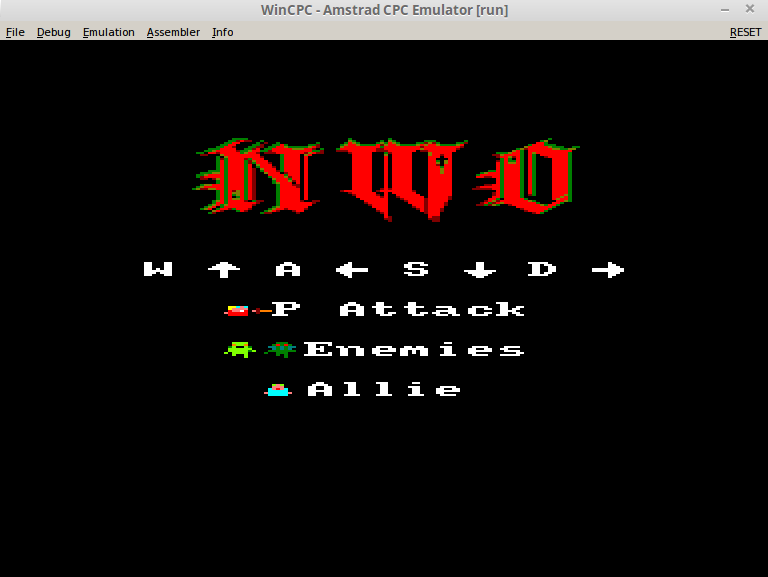 WinCPC - Amstrad CPC Emulator [run]
File Debug Emulation Assembler Info RESET
NWO
W ↑ A ← S ↓ D →
P Attack
Enemies
Allie